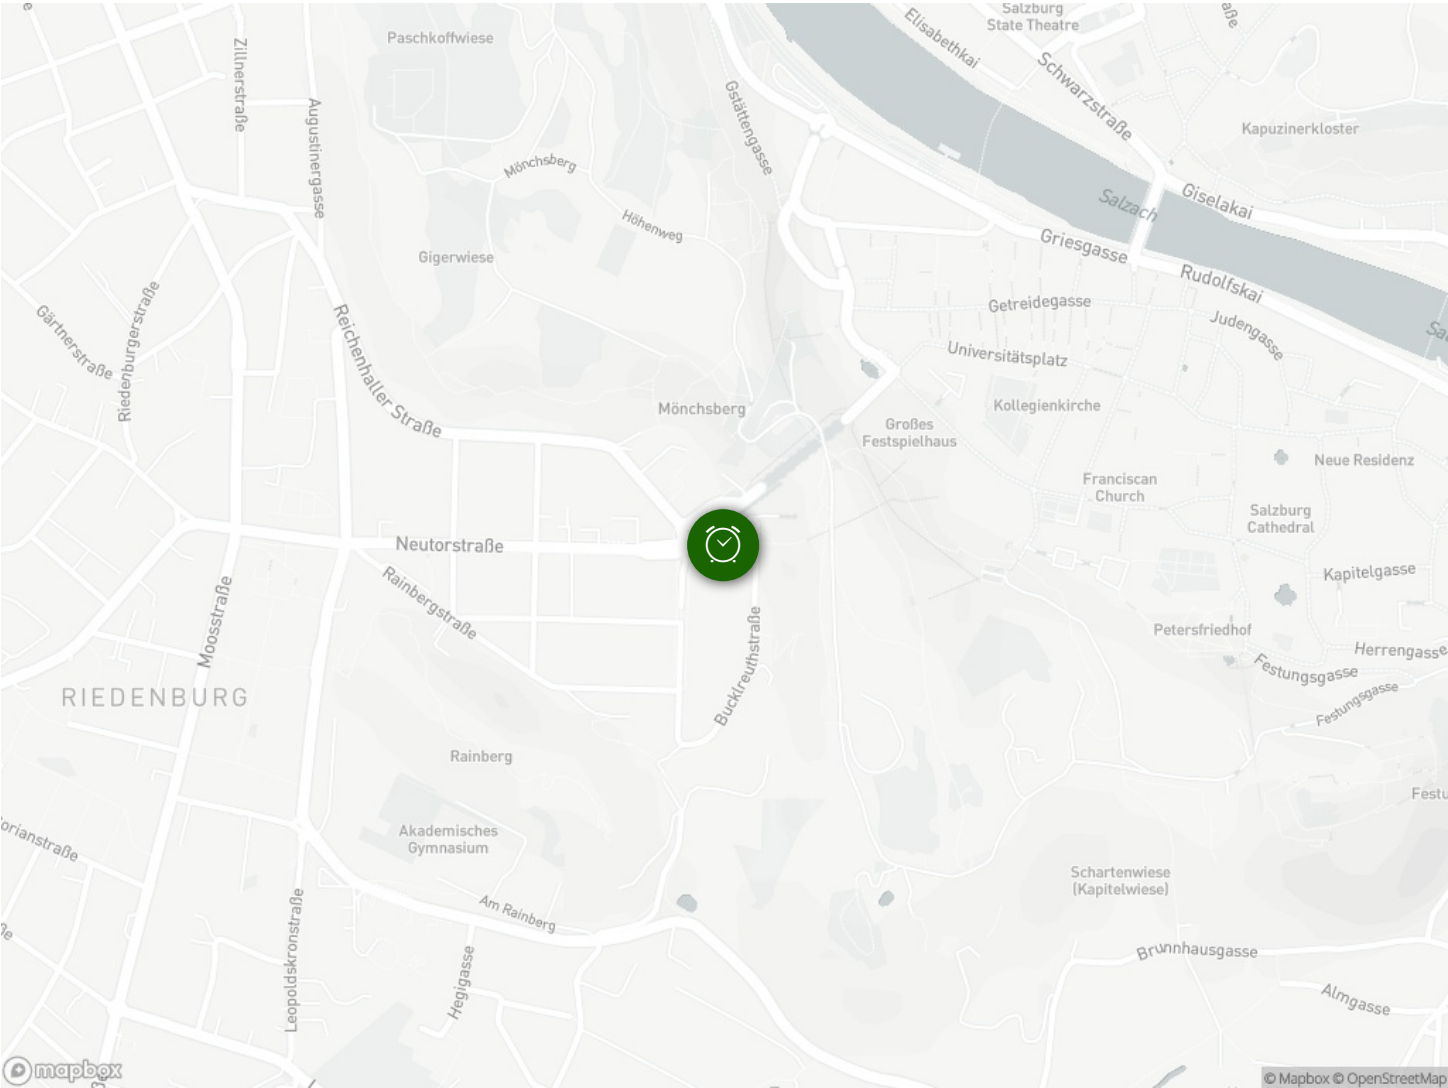 Salzburg
State Theatre
Elisabethkai
Schwarzstraße
Paschkoffwiese
Zillnerstraße
Augustinergasse
Gstättengasse
Kapuzinerkloster
Mönchsberg
Salzach
Giselakai
Höhenweg
Griesgasse
Gigerwiese
Rudolfskai
Getreidegasse
Judengasse
Gärtnerstraße
Riedenburgerstraße
Reichenhaller Straße
Universitätsplatz
Mönchsberg
Kollegienkirche
Großes
Festspielhaus
Neue Residenz
Franciscan
Church
Salzburg
Cathedral
Neutorstraße
Kapitelgasse
Rainbergstraße
Moosstraße
Petersfriedhof
Bucklreuthstraße
Herrengasse
Festungsgasse
Festungsgasse
RIEDENBURG
Rainberg
Festu
Akademisches
Gymnasium
orianstraße
Schartenwiese
(Kapitelwiese)
Am Rainberg
Leopoldskronstraße
Hegigasse
Brunnhausgasse
Almgasse
mapbox
© Mapbox © OpenStreetMap